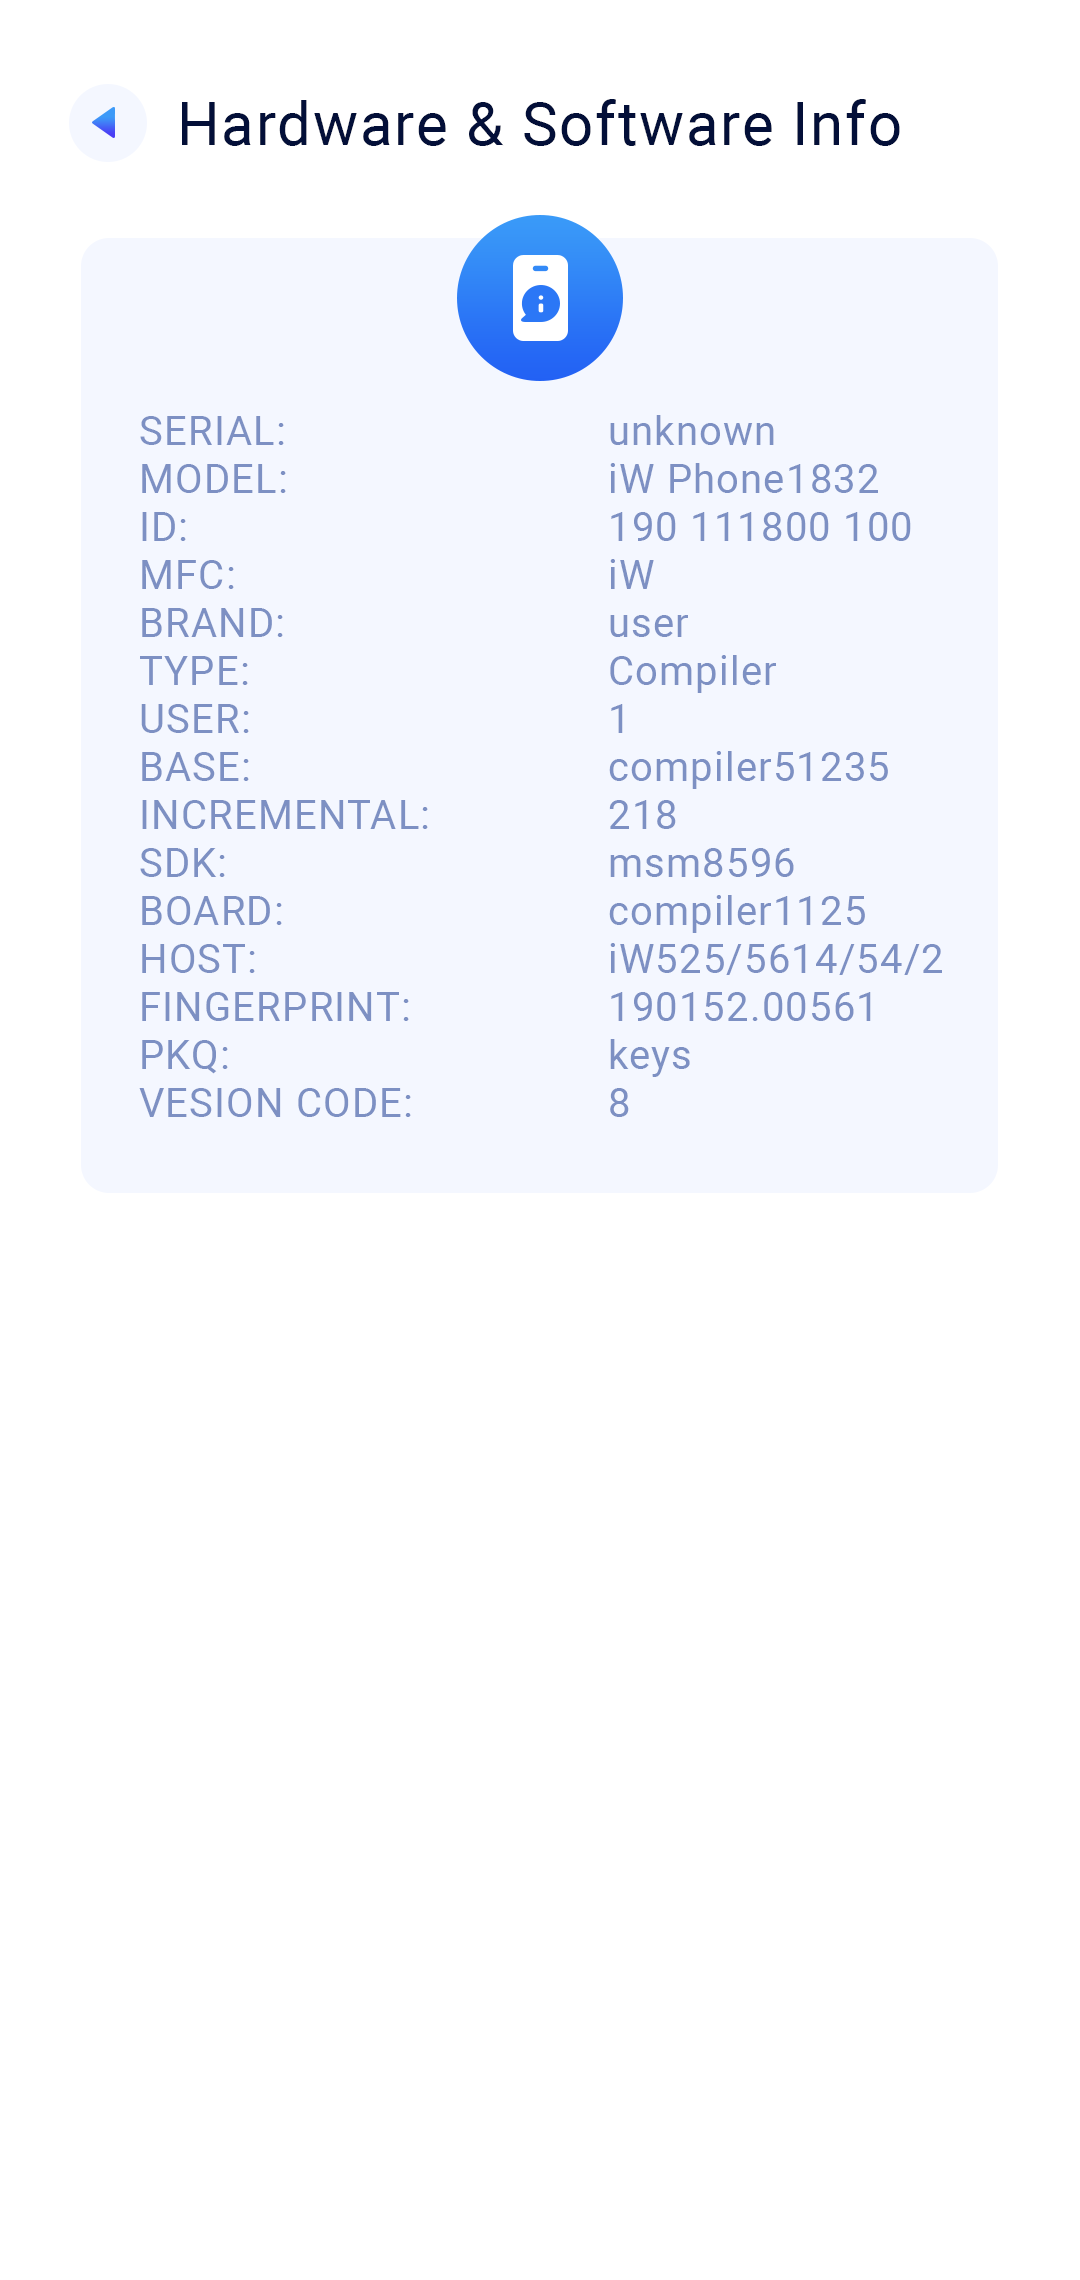 Hardware & Software Info
SERIAL: unknown
MODEL: iW Phone1832
ID: 190 111800 100
MFC: iW
BRAND: user
TYPE: Compiler
USER: 1
BASE: compiler51235
INCREMENTAL: 218
SDK: msm8596
BOARD: compiler1125
HOST: iW525/5614/54/2
FINGERPRINT: 190152.00561
PKQ: keys
VESION CODE: 8